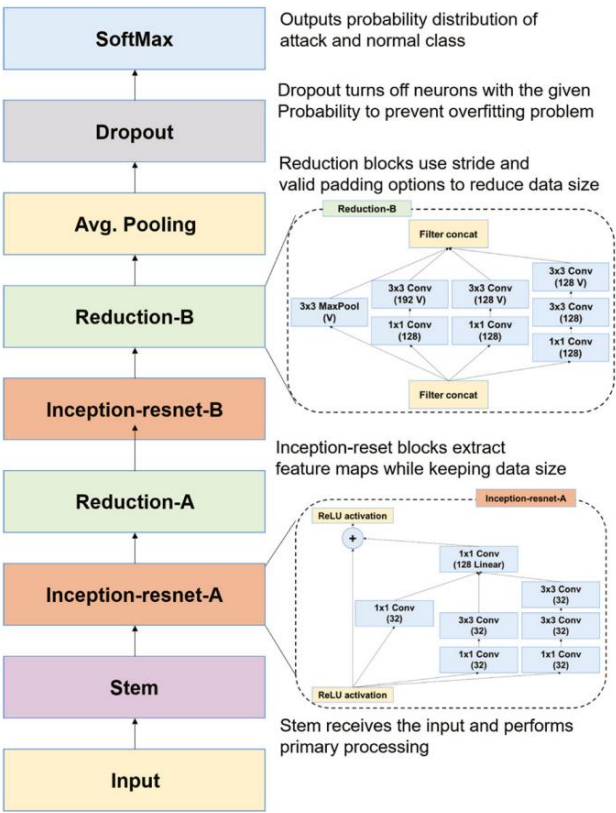 SoftMax
Outputs probability distribution of
attack and normal class
Dropout
Dropout turns off neurons with the given
Probability to prevent overfitting problem
Avg. Pooling
Reduction blocks use stride and
valid padding options to reduce data size
Reduction-B
Reduction-B
Filter concat
3x3 MaxPool
(V)
3x3 Conv
(192 V)
1x1 Conv
(128)
3x3 Conv
(128 V)
1x1 Conv
(128)
3x3 Conv
(128 V)
3x3 Conv
(128)
1x1 Conv
(128)
Filter concat
Inception-resnet-B
Inception-reset blocks extract
feature maps while keeping data size
Reduction-A
Inception-resnet-A
Inception-resnet-A
ReLU activation
+
1x1 Conv
(128 Linear)
1x1 Conv
(32)
3x3 Conv
(32)
1x1 Conv
(32)
3x3 Conv
(32)
3x3 Conv
(32)
1x1 Conv
(32)
ReLU activation
Stem
Stem receives the input and performs
primary processing
Input